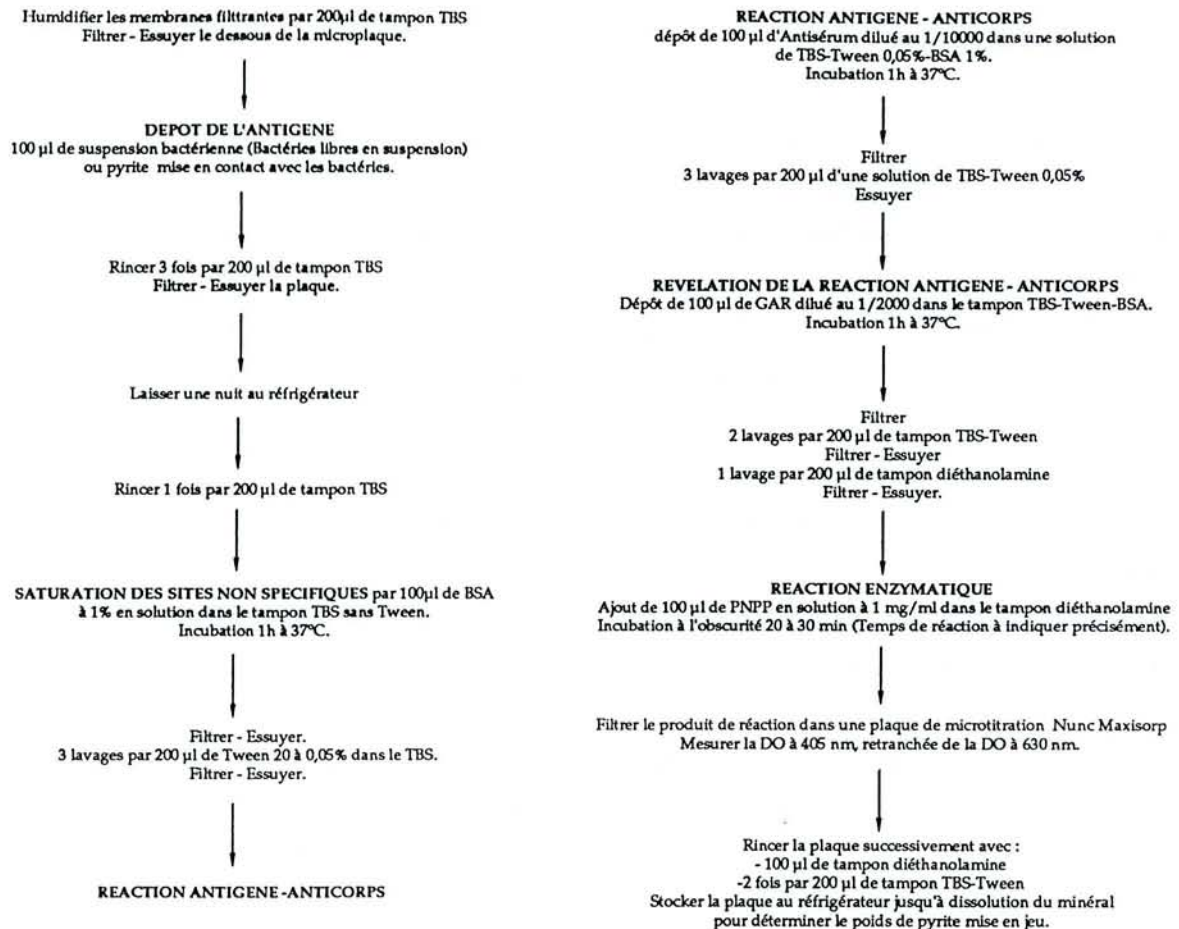 Humidifier les membranes filttrantes par 200µl de tampon TBS
Filtrer - Essuyer le dessous de la microplaque.
DEPOT DE L'ANTIGENE
100 µl de suspension bactérienne (Bactéries libres en suspension)
ou pyrite mise en contact avec les bactéries.
Rincer 3 fois par 200 µl de tampon TBS
Filtrer - Essuyer la plaque.
Laisser une nuit au réfrigérateur
Rincer 1 fois par 200 µl de tampon TBS
SATURATION DES SITES NON SPECIFIQUES par 100µl de BSA
à 1% en solution dans le tampon TBS sans Tween.
Incubation 1h à 37°C.
Filtrer - Essuyer.
3 lavages par 200 µl de Tween 20 à 0,05% dans le TBS.
Filtrer - Essuyer.
REACTION ANTIGENE -ANTICORPS
REACTION ANTIGENE - ANTICORPS
dépôt de 100 µl d'Antisérum dilué au 1/10000 dans une solution
de TBS-Tween 0,05%-BSA 1%.
Incubation 1h à 37°C.
Filtrer
3 lavages par 200 µl d'une solution de TBS-Tween 0,05%
Essuyer
REVELATION DE LA REACTION ANTIGENE - ANTICORPS
Dépôt de 100 µl de GAR dilué au 1/2000 dans le tampon TBS-Tween-BSA.
Incubation 1h à 37°C.
Filtrer
2 lavages par 200 µl de tampon TBS-Tween
Filtrer - Essuyer
1 lavage par 200 µl de tampon diéthanolamine
Filtrer - Essuyer.
REACTION ENZYMATIQUE
Ajout de 100 µl de PNPP en solution à 1 mg/ml dans le tampon diéthanolamine
Incubation à l'obscurité 20 à 30 min (Temps de réaction à indiquer précisément).
Filtrer le produit de réaction dans une plaque de microtitration Nunc Maxisorp
Mesurer la DO à 405 nm, retranchée de la DO à 630 nm.
Rincer la plaque successivement avec :
- 100 µl de tampon diéthanolamine
-2 fois par 200 µl de tampon TBS-Tween
Stocker la plaque au réfrigérateur jusqu'à dissolution du minéral
pour déterminer le poids de pyrite mise en jeu.